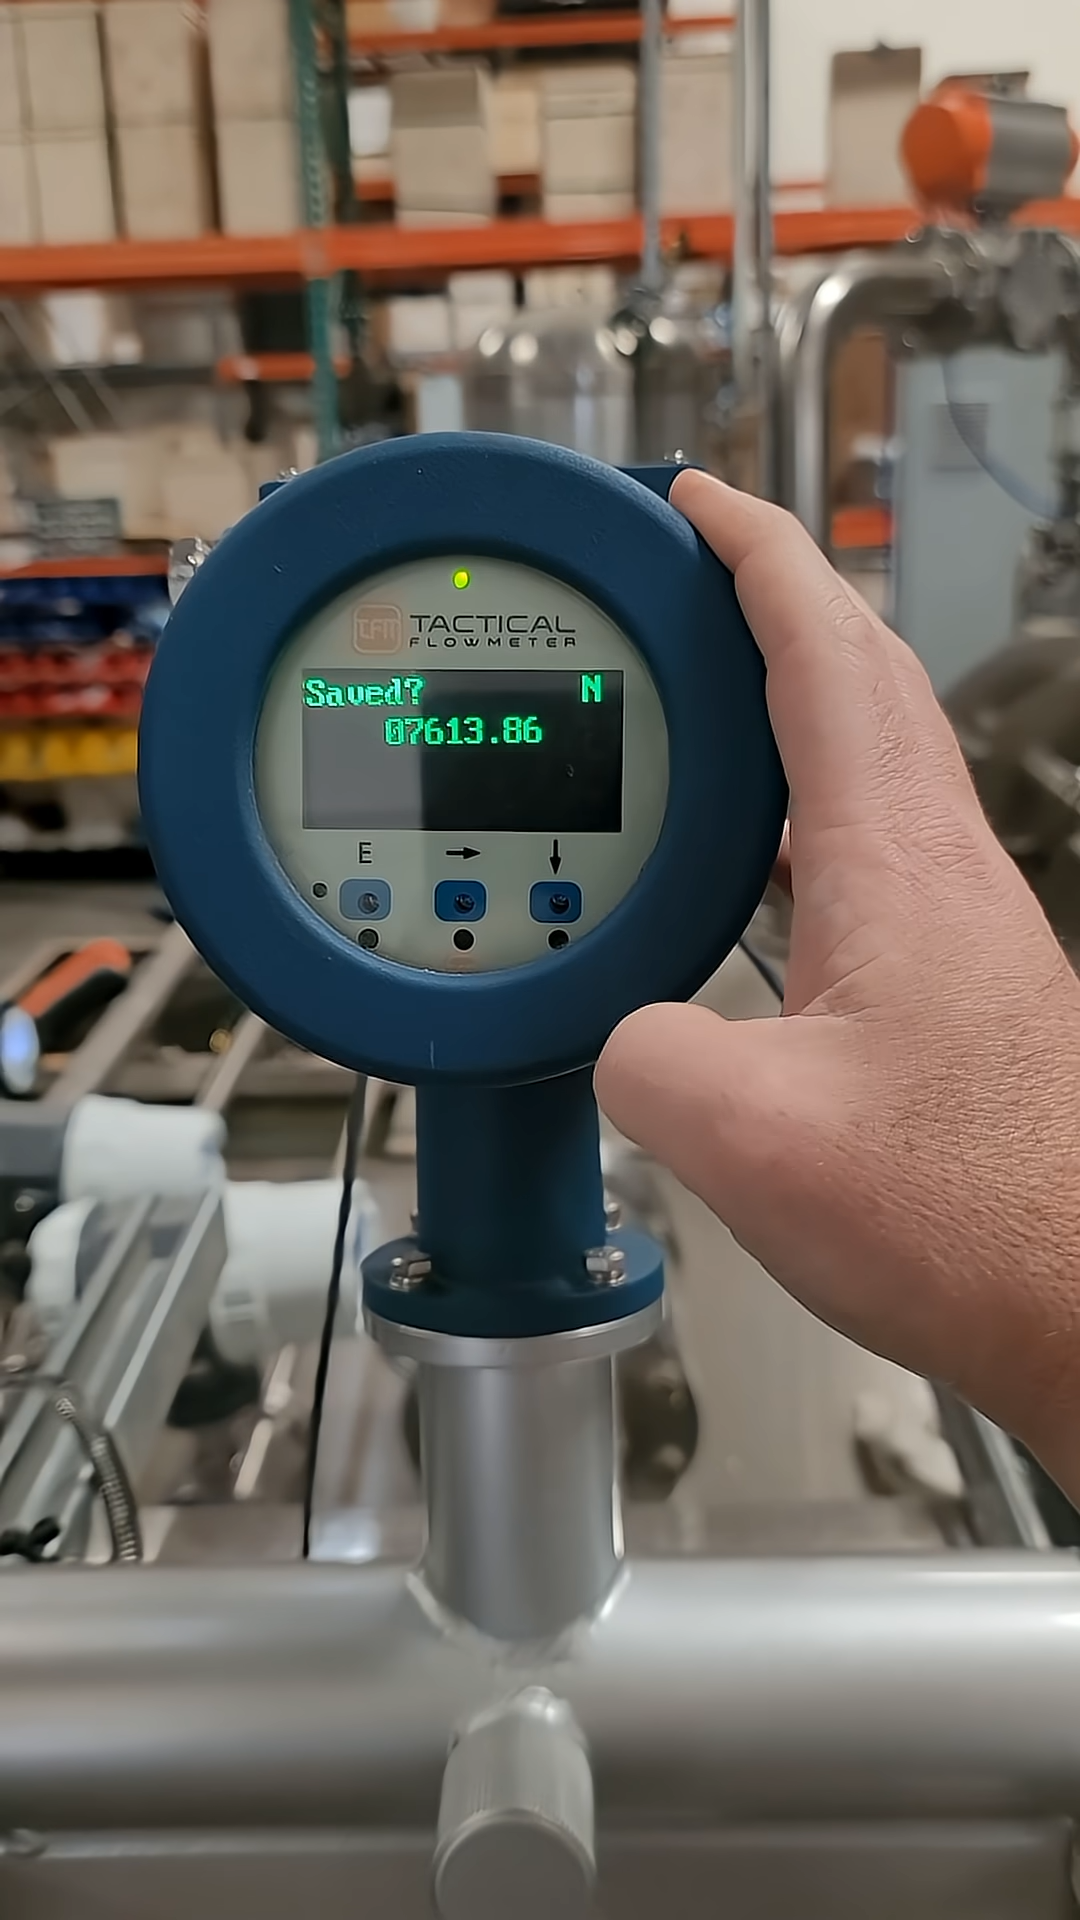 TFM
TACTICAL
FLOWMETER
Saved? N
07613.86
E → ↓